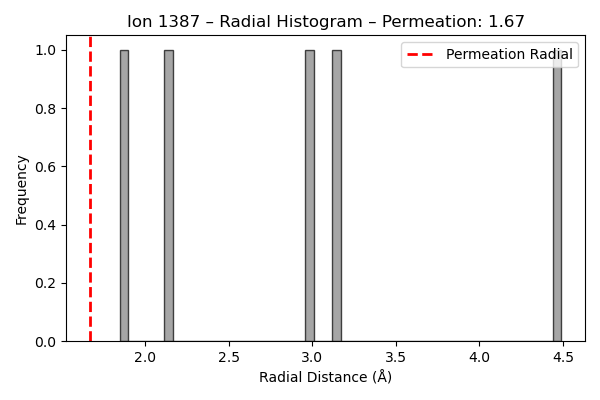 Ion 1387 – Radial Histogram – Permeation: 1.67
Permeation Radial
Frequency
1.0
0.8
0.6
0.4
0.2
0.0
2.0 2.5 3.0 3.5 4.0 4.5
Radial Distance (Å)